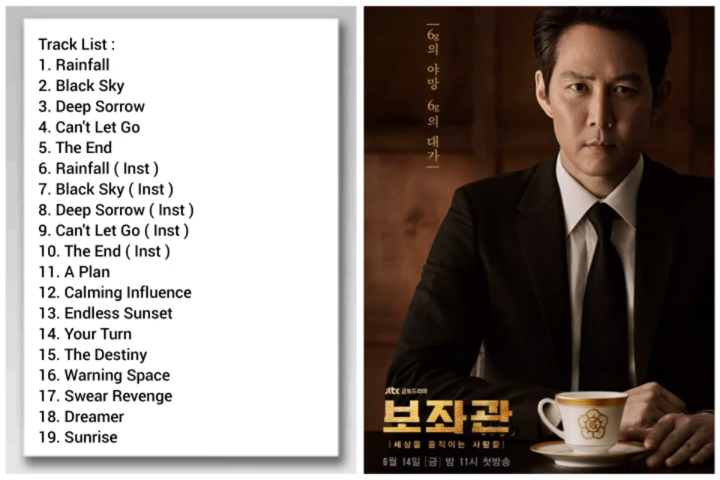 Track List :
1. Rainfall
2. Black Sky
3. Deep Sorrow
4. Can't Let Go
5. The End
6. Rainfall ( Inst )
7. Black Sky ( Inst )
8. Deep Sorrow ( Inst )
9. Can't Let Go ( Inst )
10. The End ( Inst )
11. A Plan
12. Calming Influence
13. Endless Sunset
14. Your Turn
15. The Destiny
16. Warning Space
17. Swear Revenge
18. Dreamer
19. Sunrise
6g의 야망 6g의 대가
jtbc 금토드라마
보좌관
세상을 움직이는 사람들
6월 14일 [금] 밤 11시 첫방송